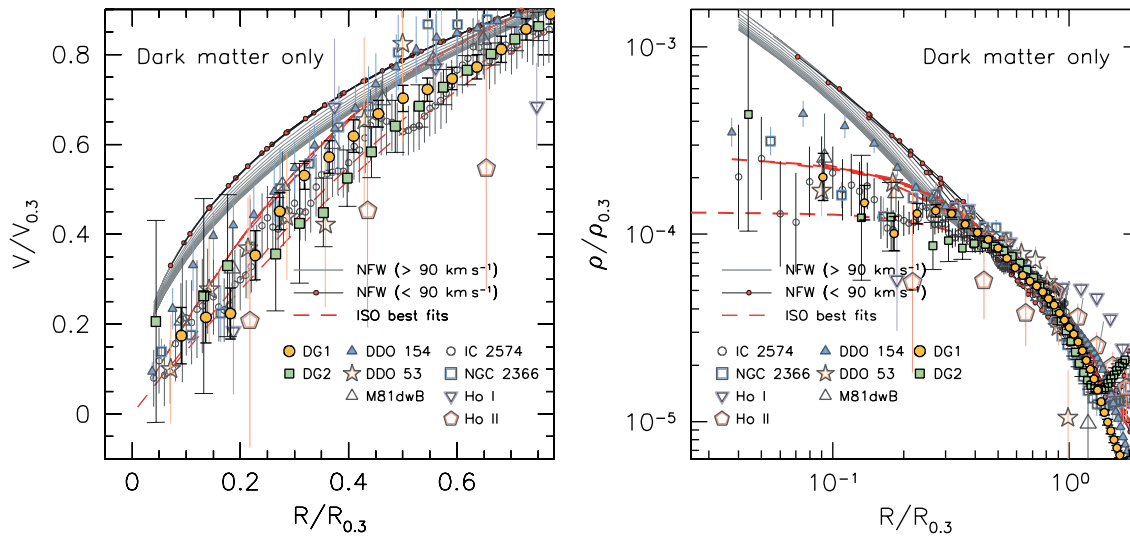 Dark matter only
V/V0.3
0.8
0.6
0.4
0.2
0
NFW (> 90 km s⁻¹)
NFW (< 90 km s⁻¹)
ISO best fits
DG1 DDO 154 IC 2574
DG2 DDO 53 NGC 2366
M81dwB Ho I
Ho II
0 0.2 0.4 0.6
R/R0.3
Dark matter only
ρ/ρ0.3
10⁻³
10⁻⁴
10⁻⁵
NFW (> 90 km s⁻¹)
NFW (< 90 km s⁻¹)
ISO best fits
IC 2574 DDO 154 DG1
NGC 2366 DDO 53 DG2
Ho I M81dwB
Ho II
10⁻¹ 10⁰
R/R0.3